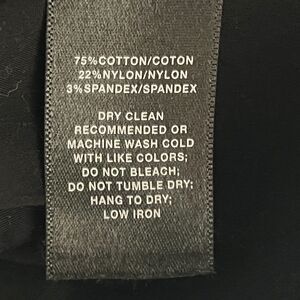 75%COTTON/COTON
22%NYLON/NYLON
3%SPANDEX/SPANDEX
DRY CLEAN
RECOMMENDED OR
MACHINE WASH COLD
WITH LIKE COLORS;
DO NOT BLEACH;
DO NOT TUMBLE DRY;
HANG TO DRY;
LOW IRON